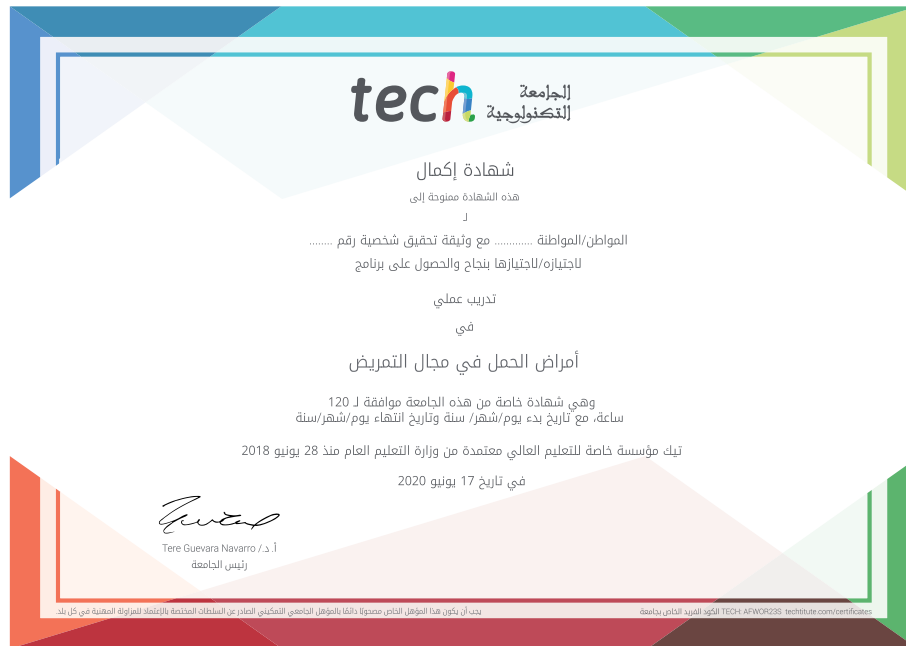 tech الجامعة
التكنولوجية
شهادة إكمال
هذه الشهادة ممنوحة إلى
لـ
المواطن/المواطنة ............. مع وثيقة تحقيق شخصية رقم ........
لاجتيازه/لاجتيازها بنجاح والحصول على برنامج
تدريب عملي
في
أمراض الحمل في مجال التمريض
وهي شهادة خاصة من هذه الجامعة موافقة لـ 120
ساعة، مع تاريخ بدء يوم/شهر/ سنة وتاريخ انتهاء يوم/شهر/سنة
تيك مؤسسة خاصة للتعليم العالي معتمدة من وزارة التعليم العام منذ 28 يونيو 2018
في تاريخ 17 يونيو 2020
أ.د./ Tere Guevara Navarro
رئيس الجامعة
يجب أن يكون هذا المؤهل الخاص مصحوبًا دائمًا بالمؤهل الجامعي التمكيني الصادر عن السلطات المختصة بالإعتماد للمزاولة المهنية في كل بلد.
الكود الفريد الخاص بجامعة TECH: AFWOR23S techtitute.com/certificates